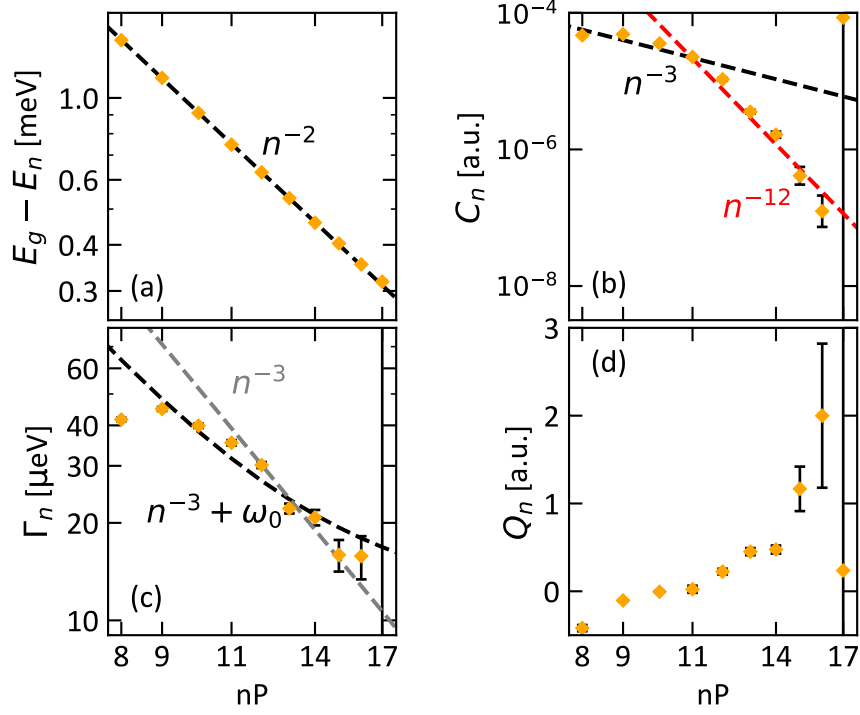 1.0
0.6
0.4
0.3
E_g − E_n [meV]
n^{−2}
(a)
10^{−4}
10^{−6}
10^{−8}
C_n [a.u.]
n^{−3}
n^{−12}
(b)
60
40
30
20
10
Γ_n [μeV]
n^{−3}
n^{−3} + ω_0
(c)
8 9 11 14 17
nP
3
2
1
0
Q_n [a.u.]
(d)
8 9 11 14 17
nP